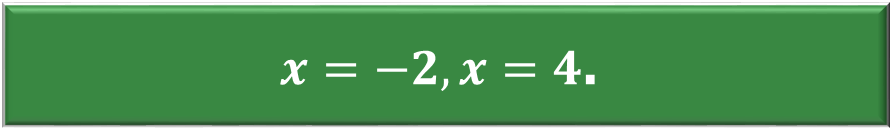 x = −2, x = 4.